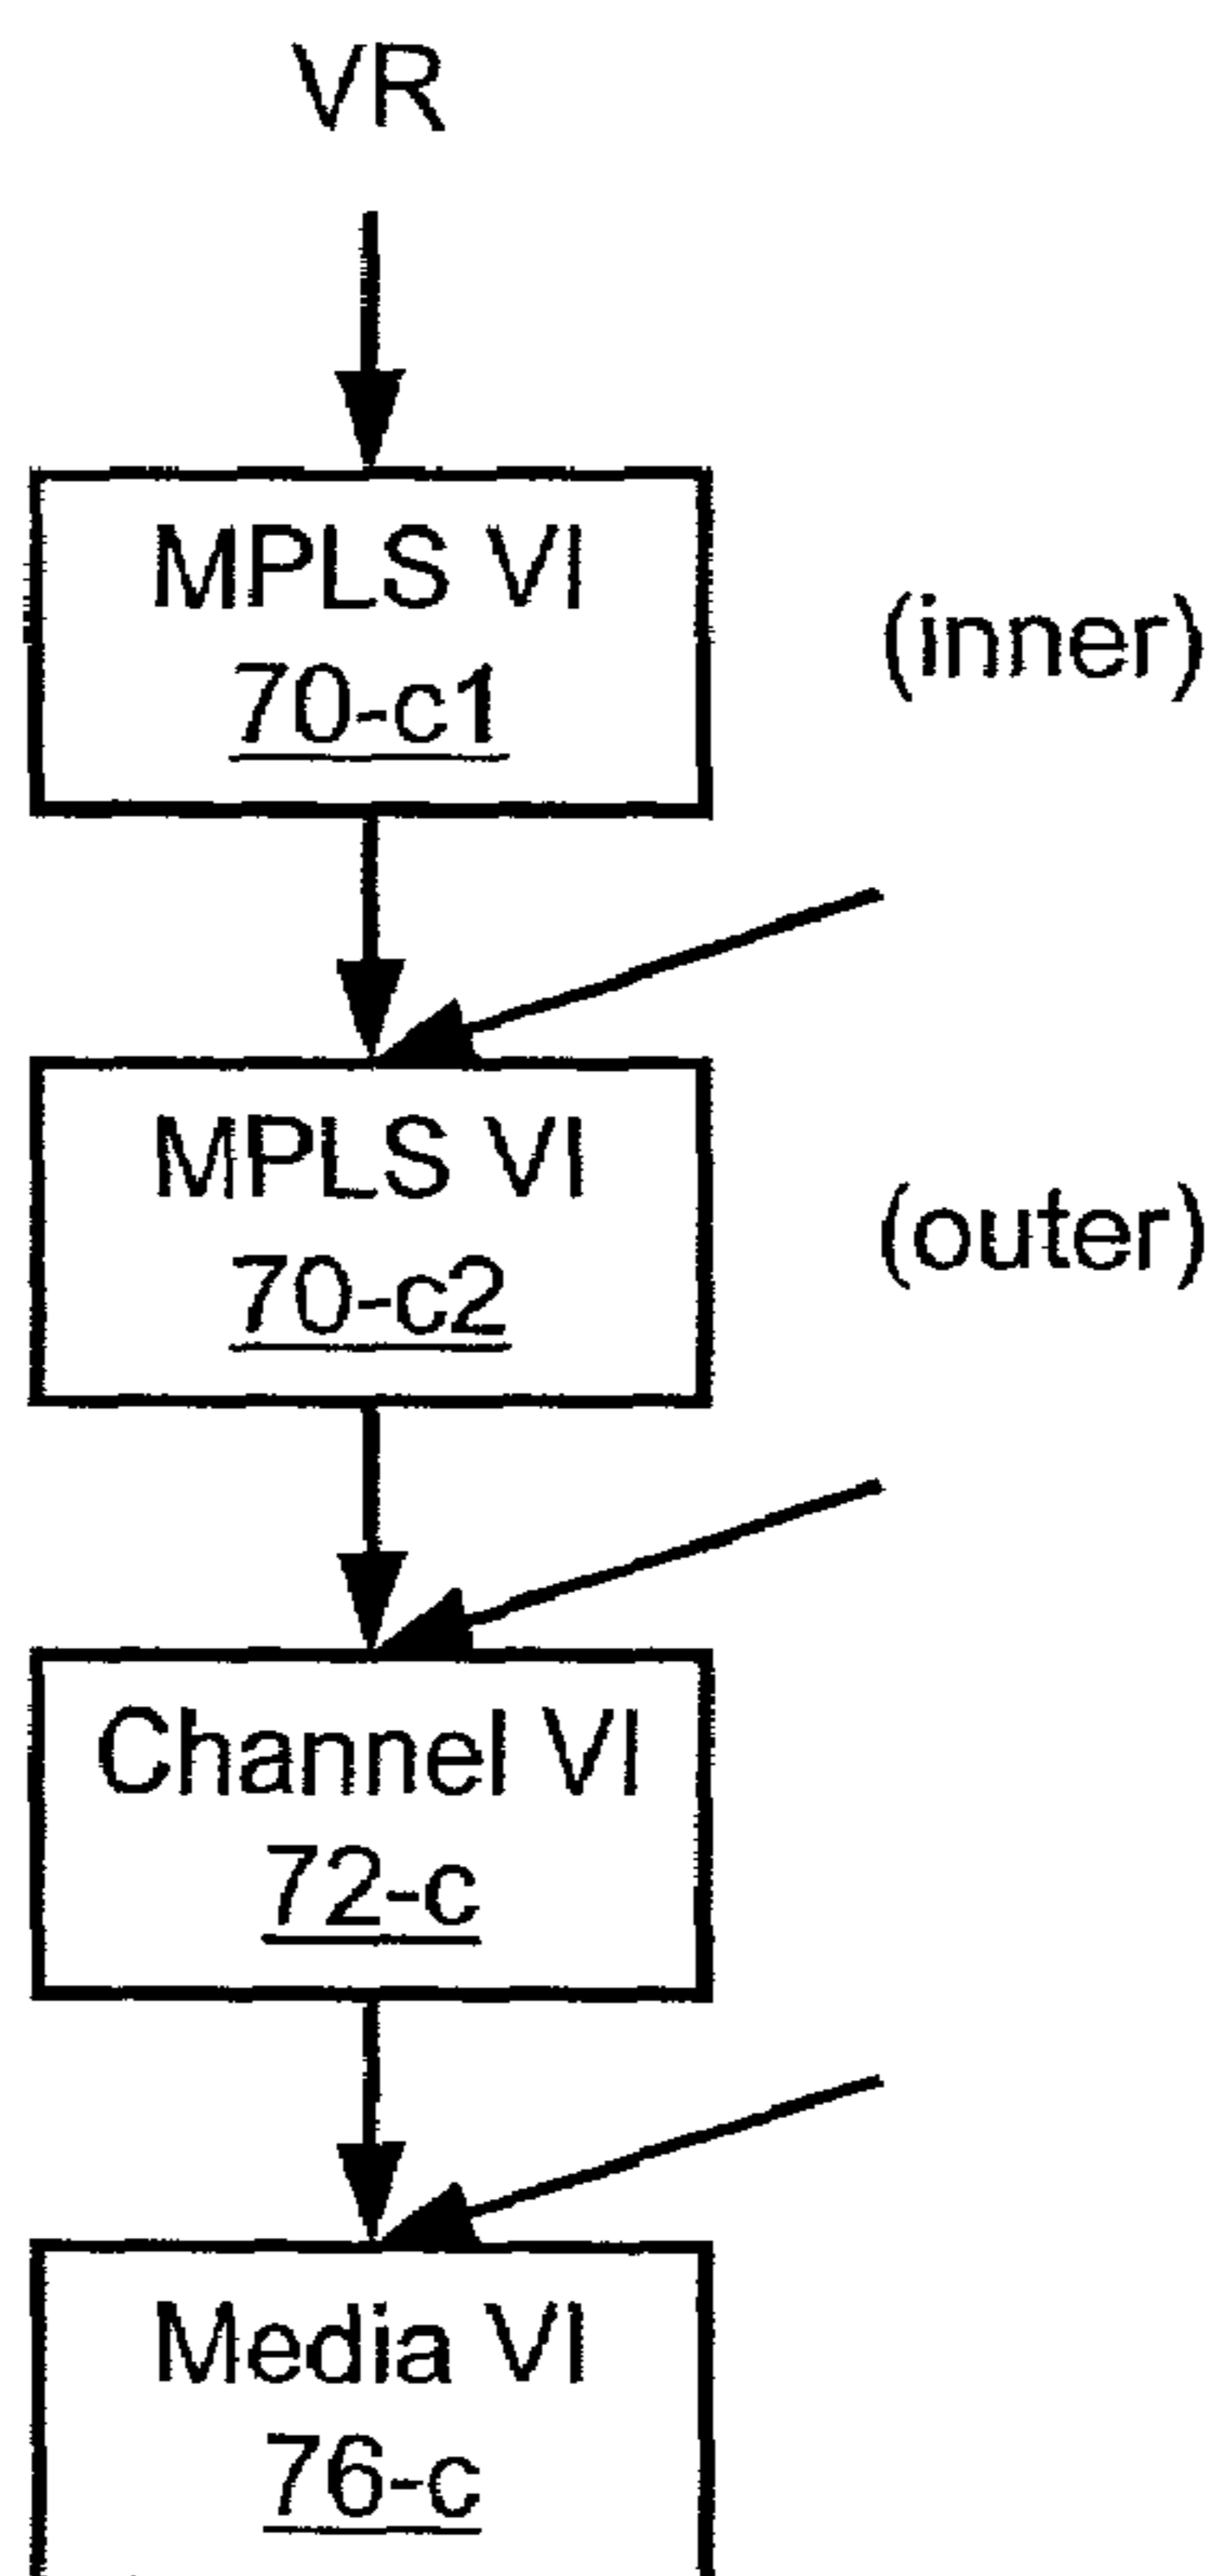 VR
MPLS VI
70-c1
(inner)
MPLS VI
70-c2
(outer)
Channel VI
72-c
Media VI
76-c